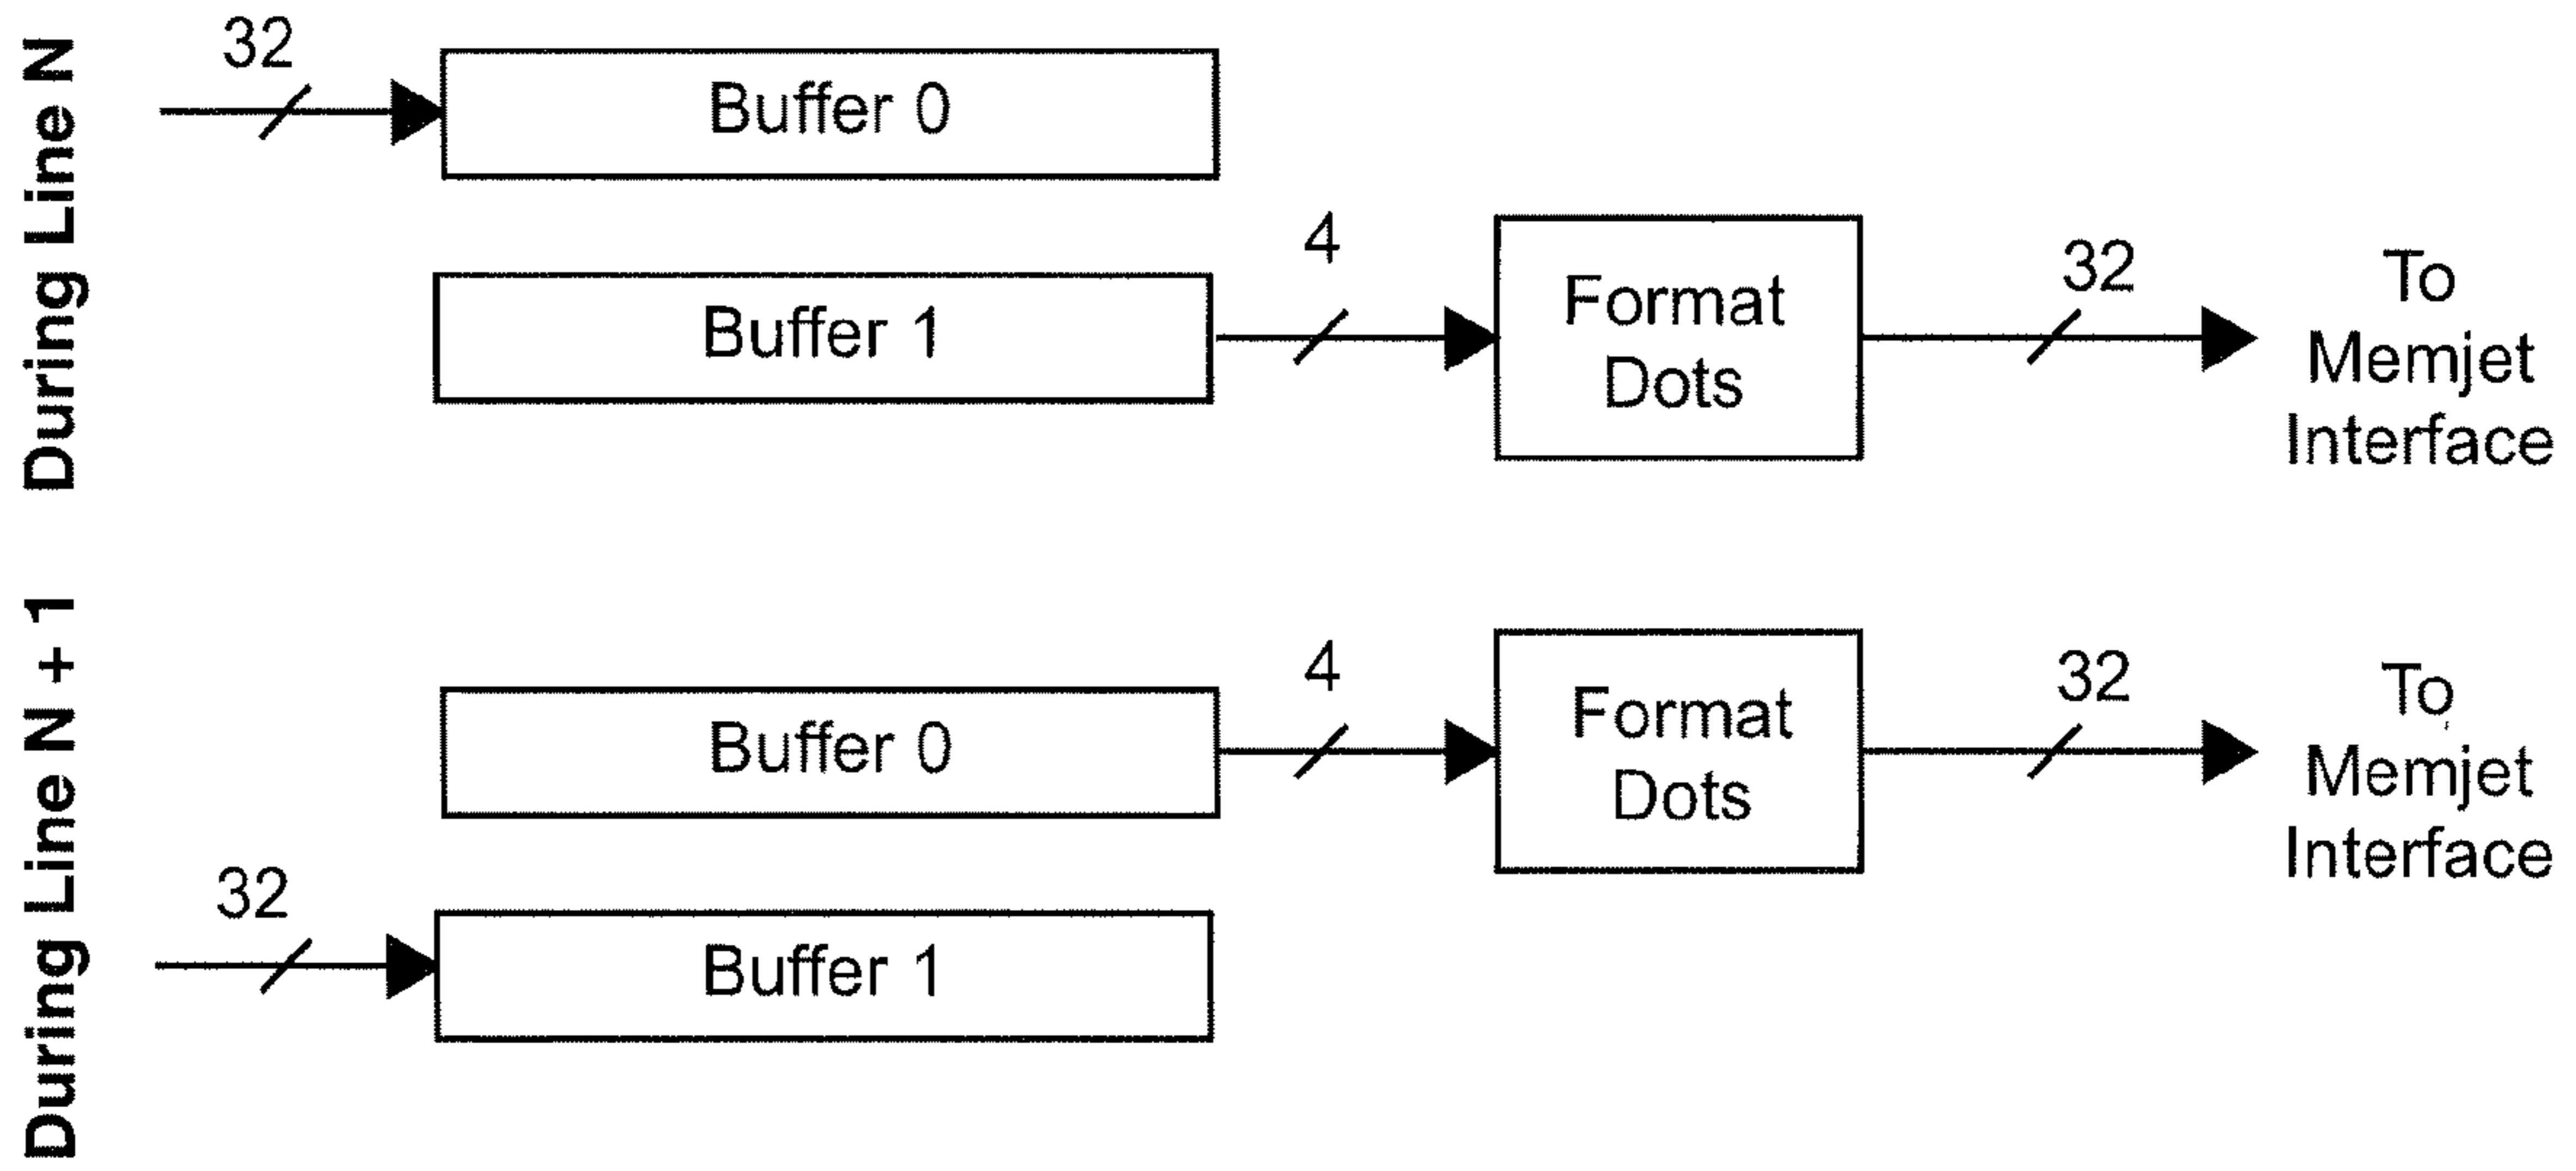 During Line N
32
Buffer 0
Buffer 1
4
Format
Dots
32
To
Memjet
Interface
During Line N + 1
Buffer 0
4
Format
Dots
32
To
Memjet
Interface
32
Buffer 1